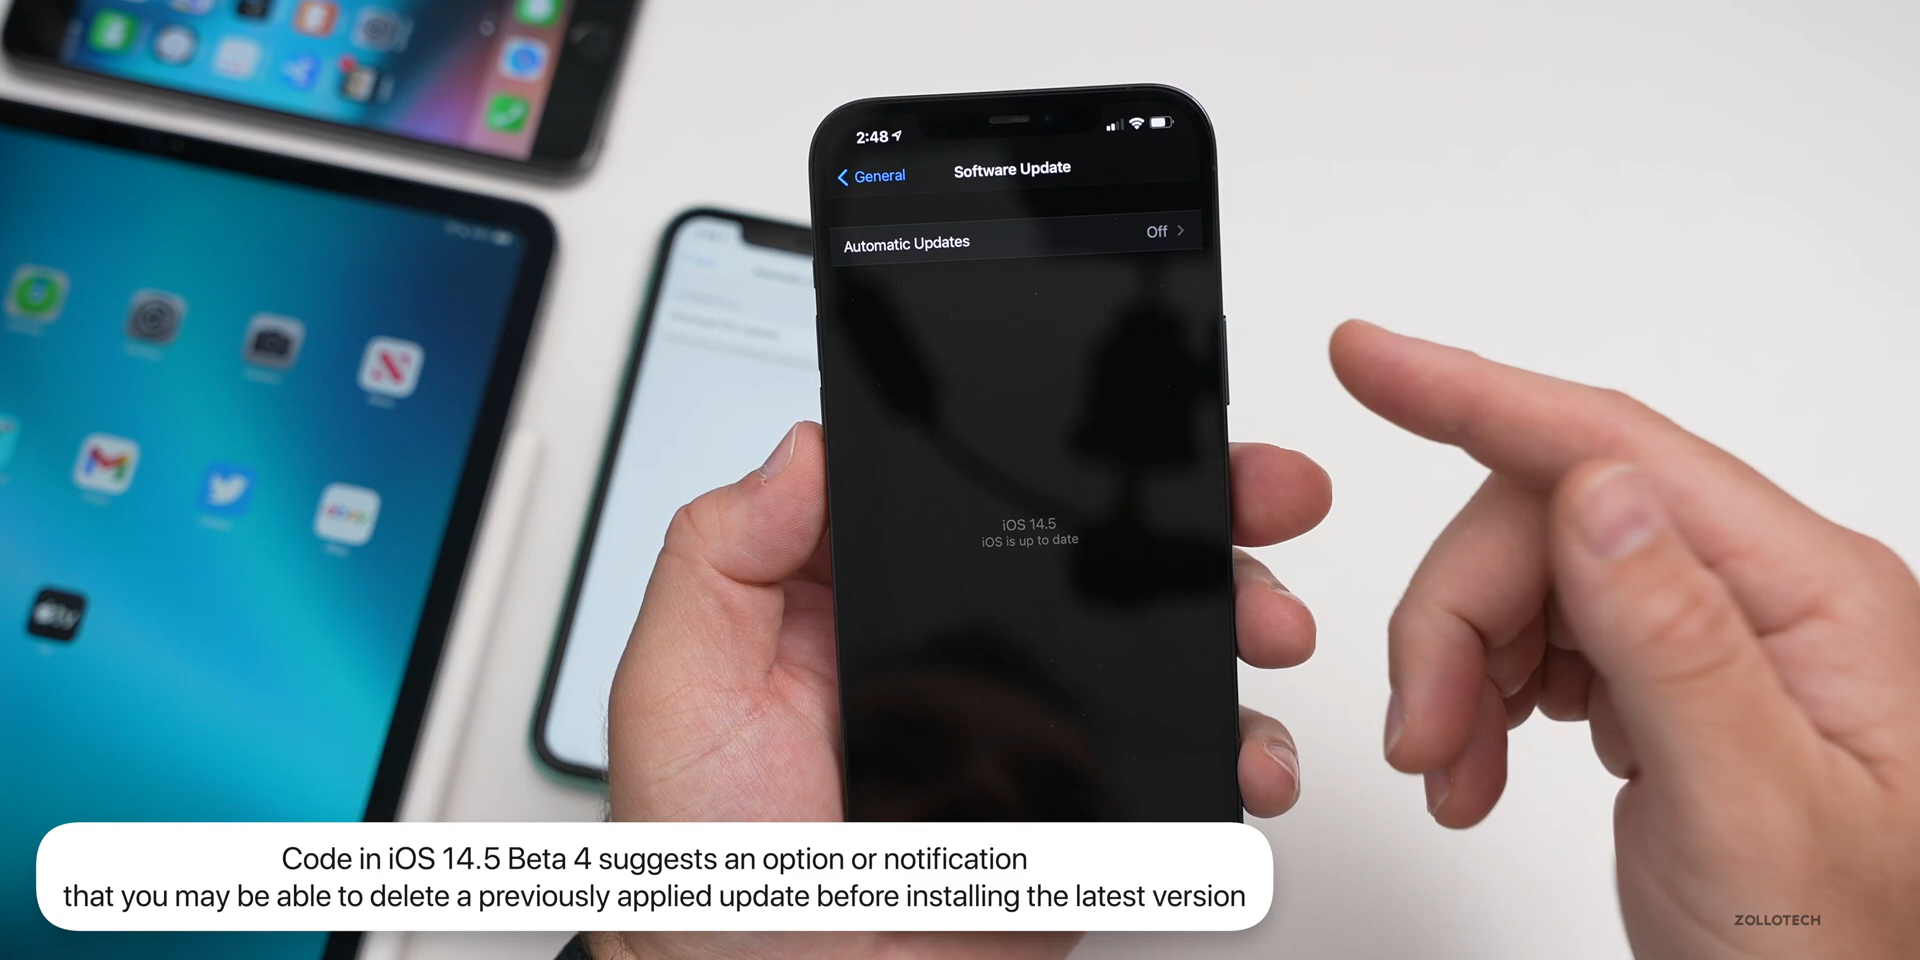 2:48
General
Software Update
Automatic Updates
Off
iOS 14.5
iOS is up to date
Code in iOS 14.5 Beta 4 suggests an option or notification
that you may be able to delete a previously applied update before installing the latest version
ZOLLOTECH